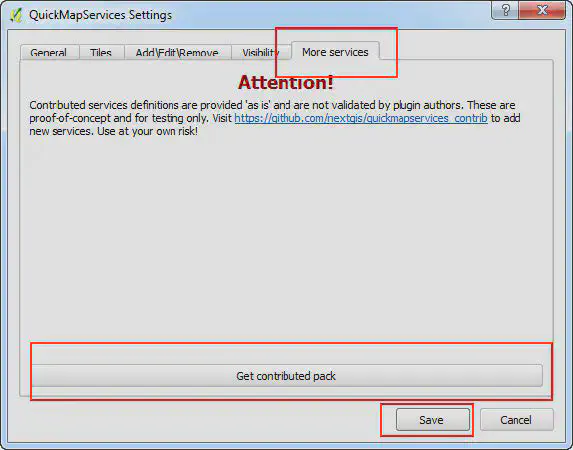 QuickMapServices Settings
?
General Tiles Add\Edit\Remove Visibility More services
Attention!
Contrbuted services definitions are provided 'as is' and are not validated by plugin authors. These are
proof-of-concept and for testing only. Visit https://github.com/nextgis/quickmapservices_contrib to add
new services. Use at your own risk!
Get contributed pack
Save Cancel